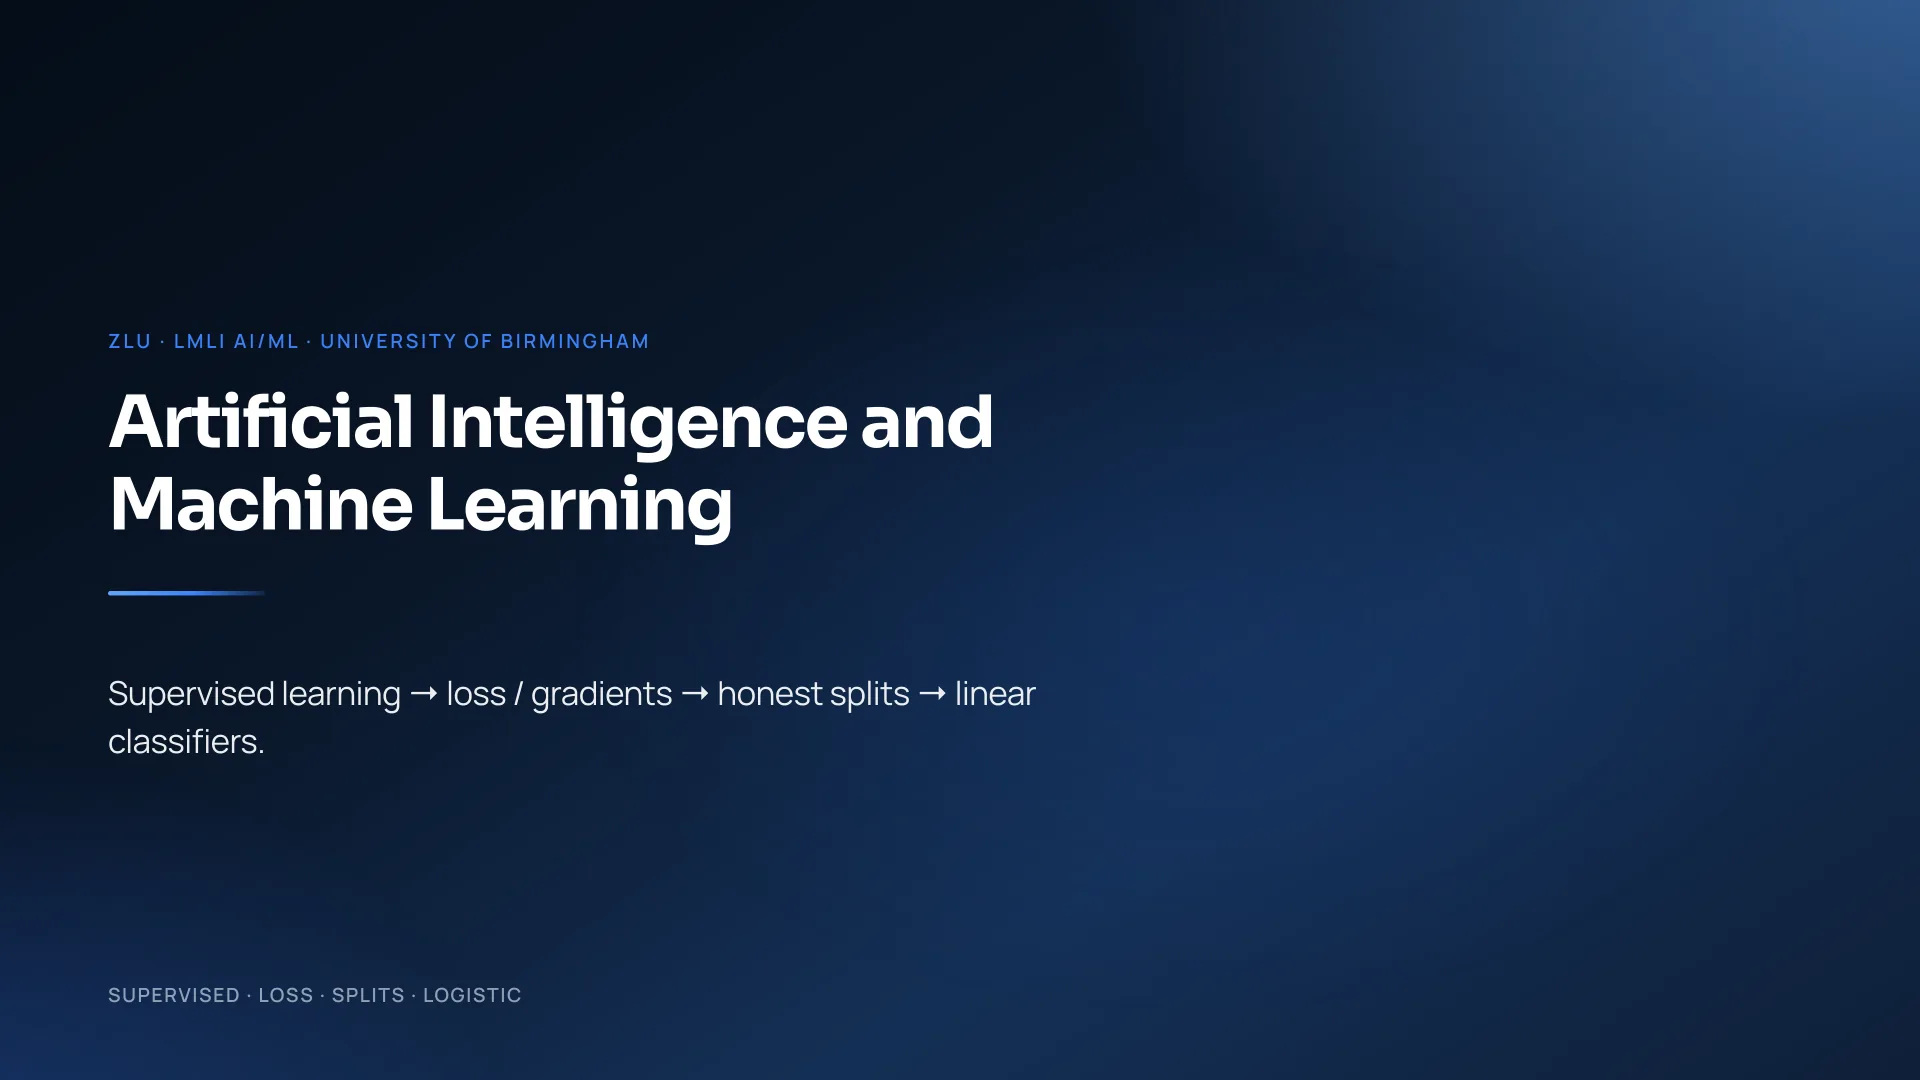 ZLU · LMLI AI/ML · UNIVERSITY OF BIRMINGHAM
Artificial Intelligence and
Machine Learning
Supervised learning → loss / gradients → honest splits → linear
classifiers.
SUPERVISED · LOSS · SPLITS · LOGISTIC